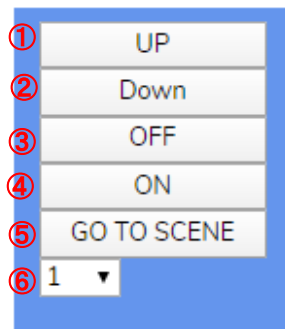 ① UP
② Down
③ OFF
④ ON
⑤ GO TO SCENE
⑥ 1 ▼